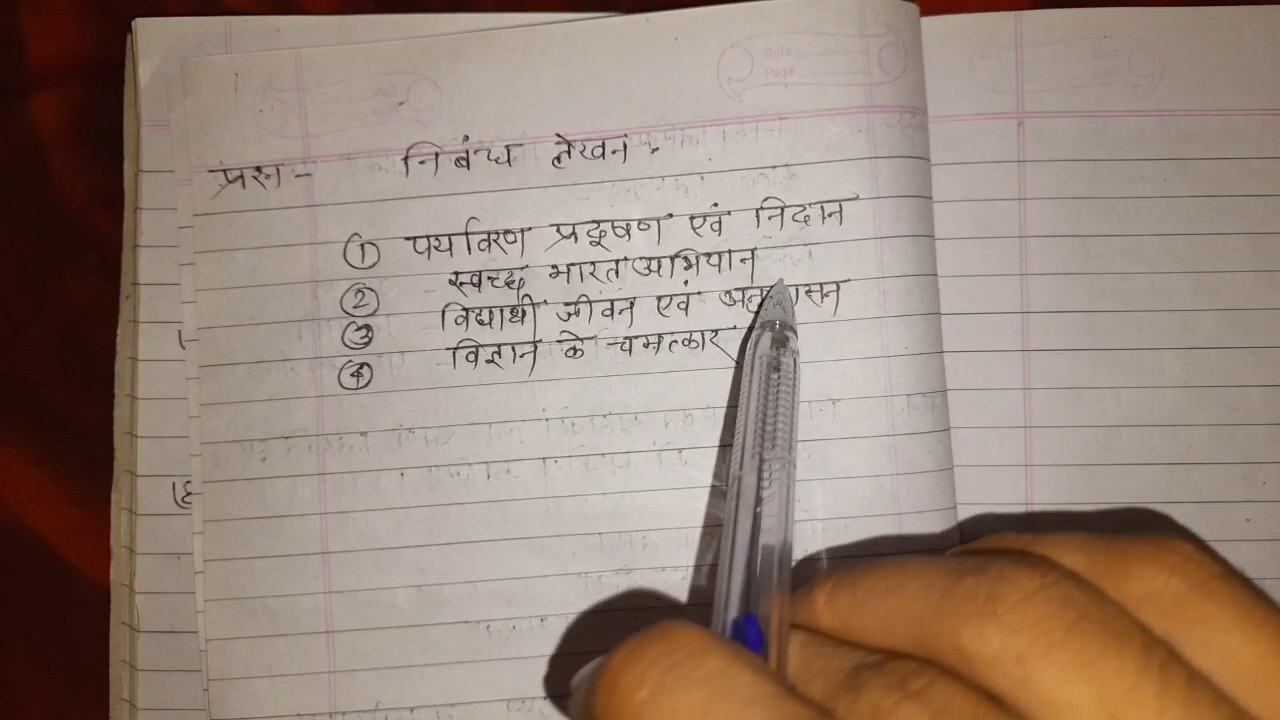 प्रश्न - निबंध लेखन -
① पर्यावरण प्रदूषण एवं निदान
② स्वच्छ भारत अभियान
③ विद्यार्थी जीवन एवं
④ विज्ञान के चमत्कार